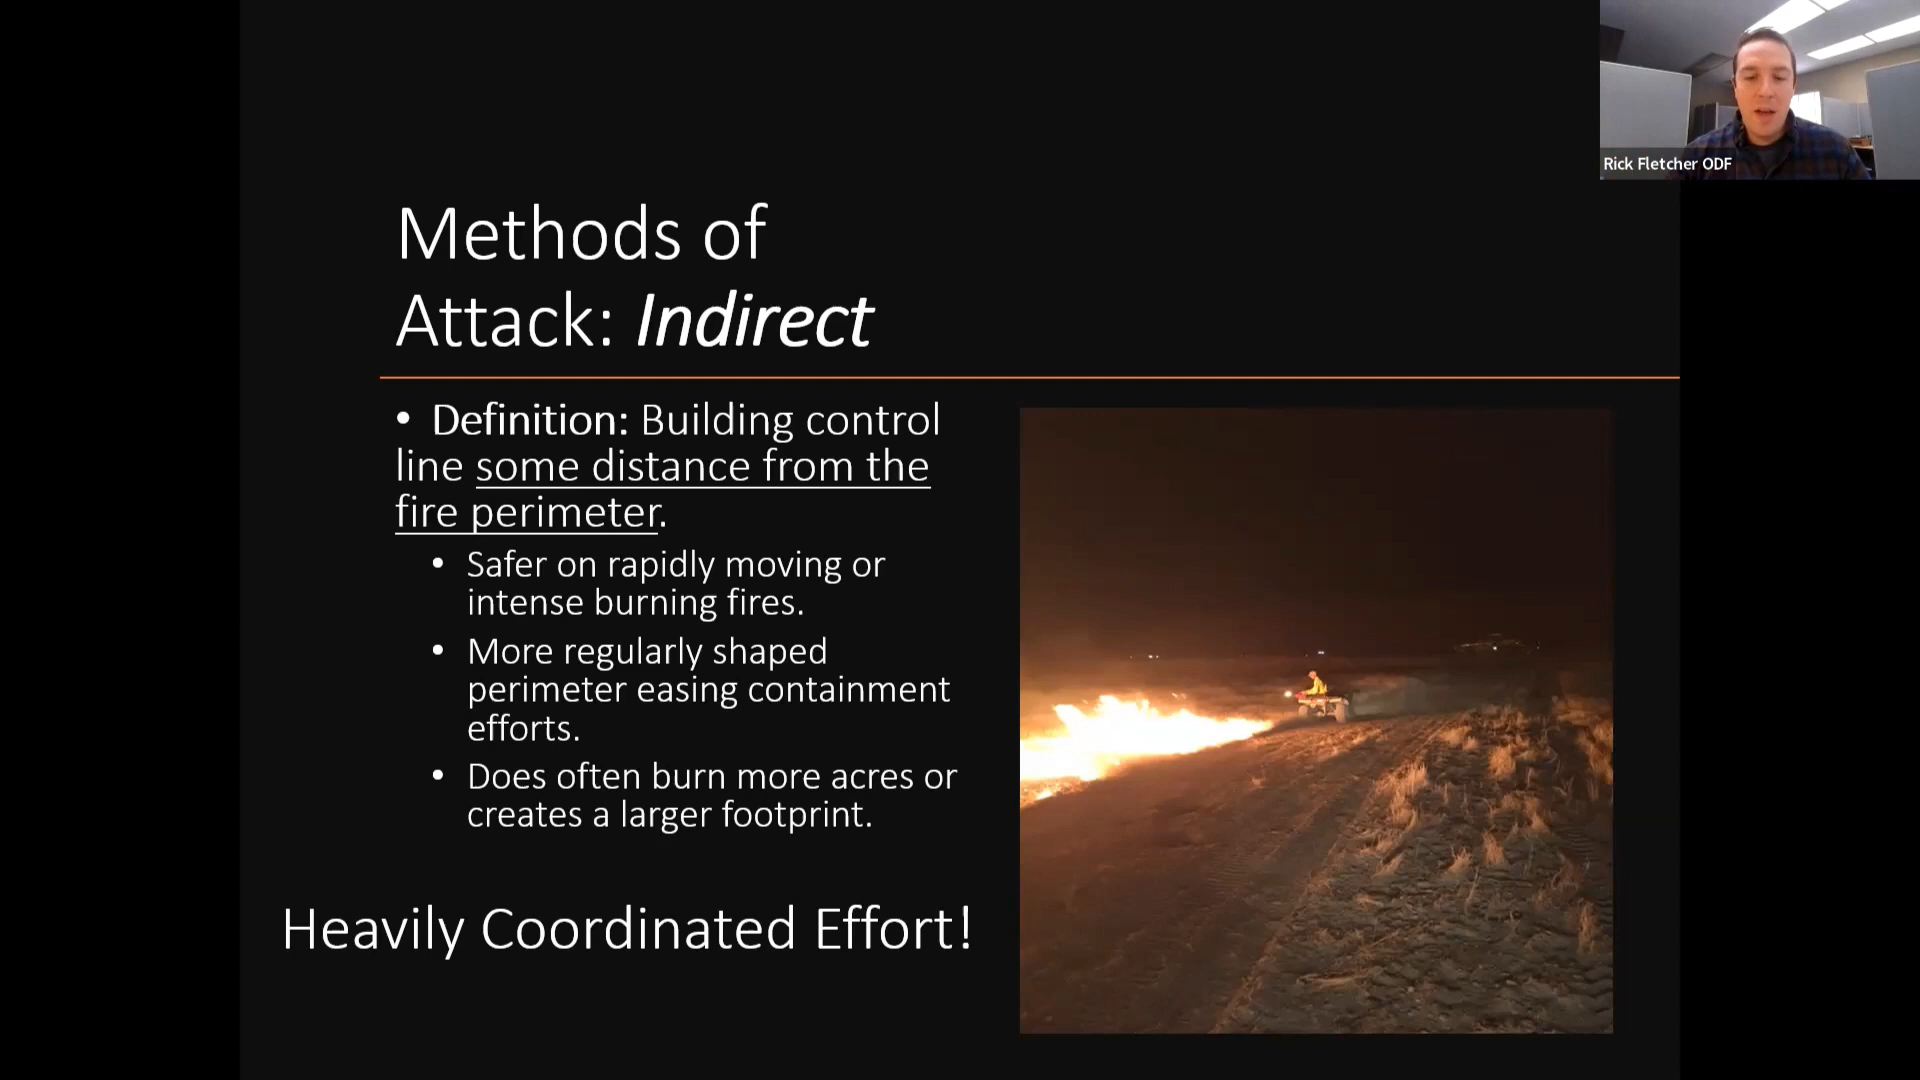 Rick Fletcher ODF
Methods of
Attack: Indirect
• Definition: Building control
line some distance from the
fire perimeter.
• Safer on rapidly moving or
intense burning fires.
• More regularly shaped
perimeter easing containment
efforts.
• Does often burn more acres or
creates a larger footprint.
Heavily Coordinated Effort!